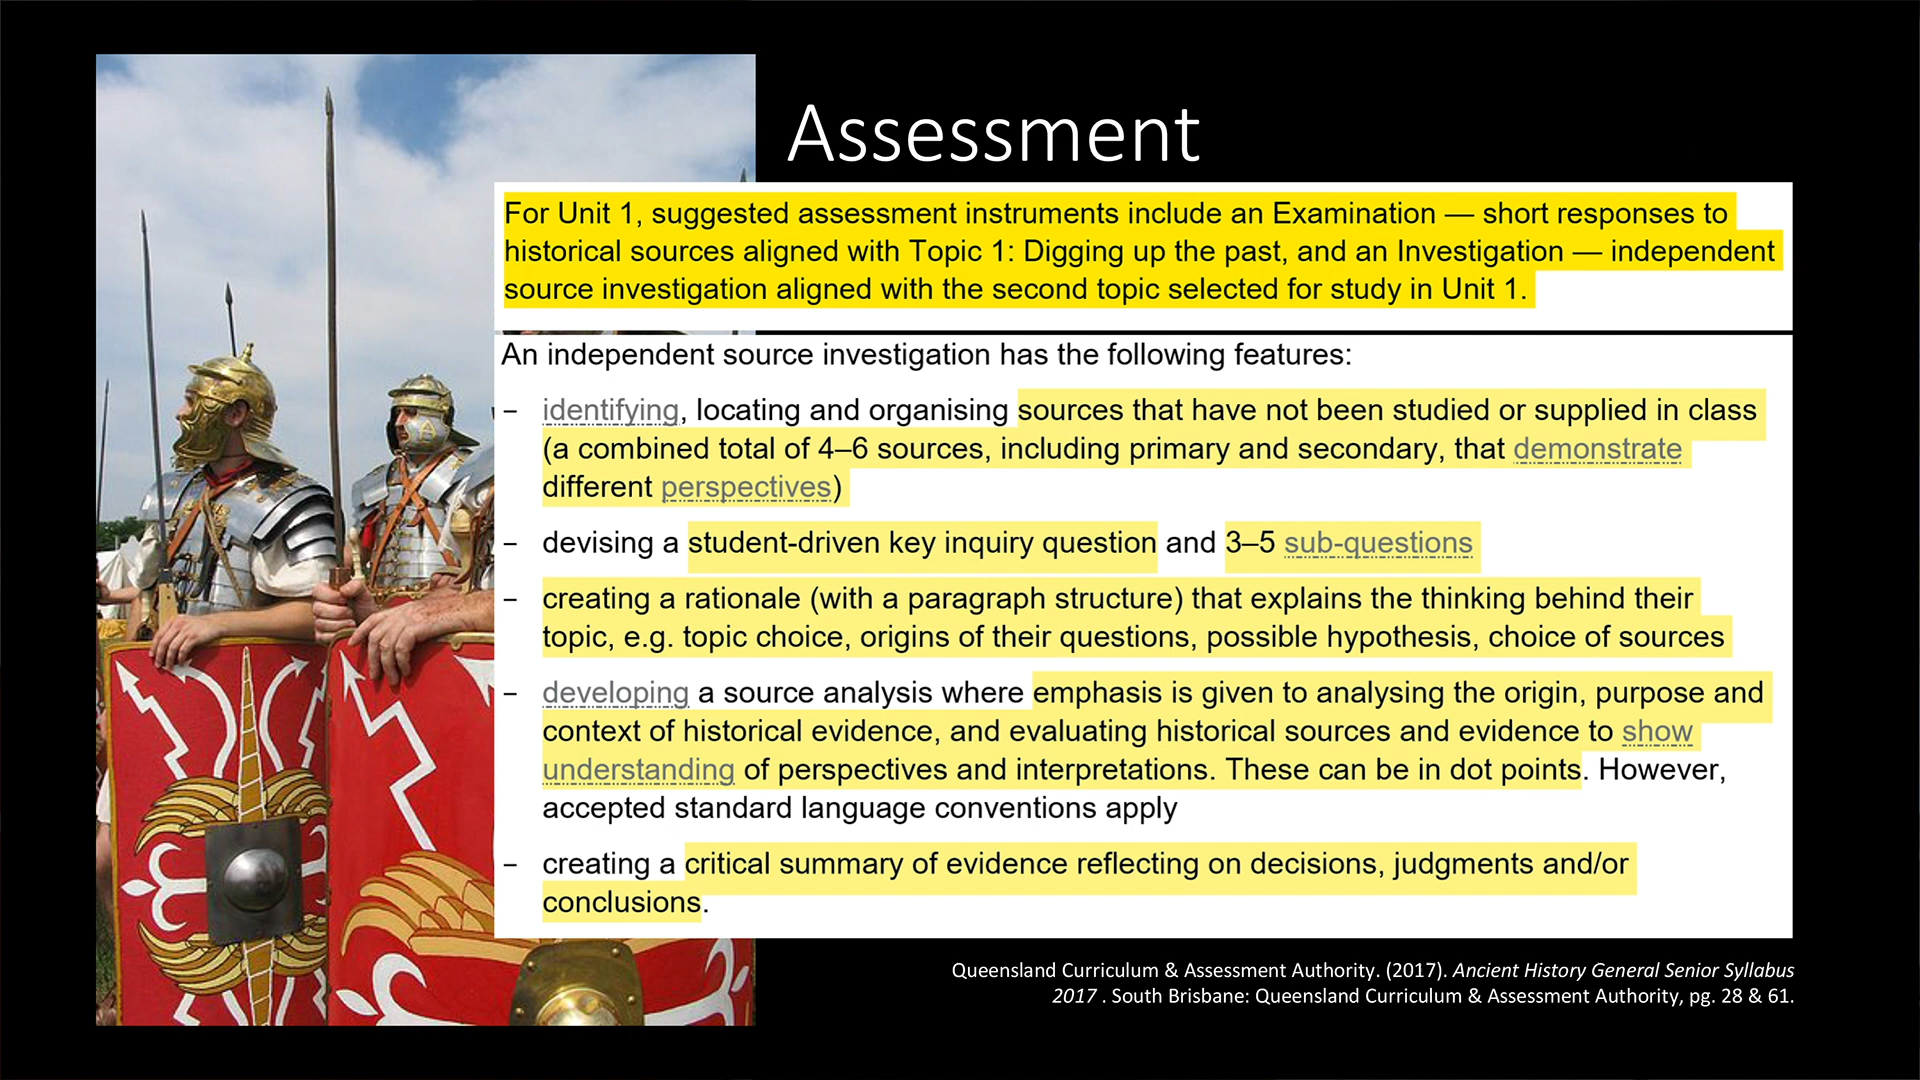 Assessment
For Unit 1, suggested assessment instruments include an Examination — short responses to
historical sources aligned with Topic 1: Digging up the past, and an Investigation — independent
source investigation aligned with the second topic selected for study in Unit 1.
An independent source investigation has the following features:
– identifying, locating and organising sources that have not been studied or supplied in class
(a combined total of 4–6 sources, including primary and secondary, that demonstrate
different perspectives)
– devising a student-driven key inquiry question and 3–5 sub-questions
– creating a rationale (with a paragraph structure) that explains the thinking behind their
topic, e.g. topic choice, origins of their questions, possible hypothesis, choice of sources
– developing a source analysis where emphasis is given to analysing the origin, purpose and
context of historical evidence, and evaluating historical sources and evidence to show
understanding of perspectives and interpretations. These can be in dot points. However,
accepted standard language conventions apply
– creating a critical summary of evidence reflecting on decisions, judgments and/or
conclusions.
Queensland Curriculum & Assessment Authority. (2017). Ancient History General Senior Syllabus
2017 . South Brisbane: Queensland Curriculum & Assessment Authority, pg. 28 & 61.